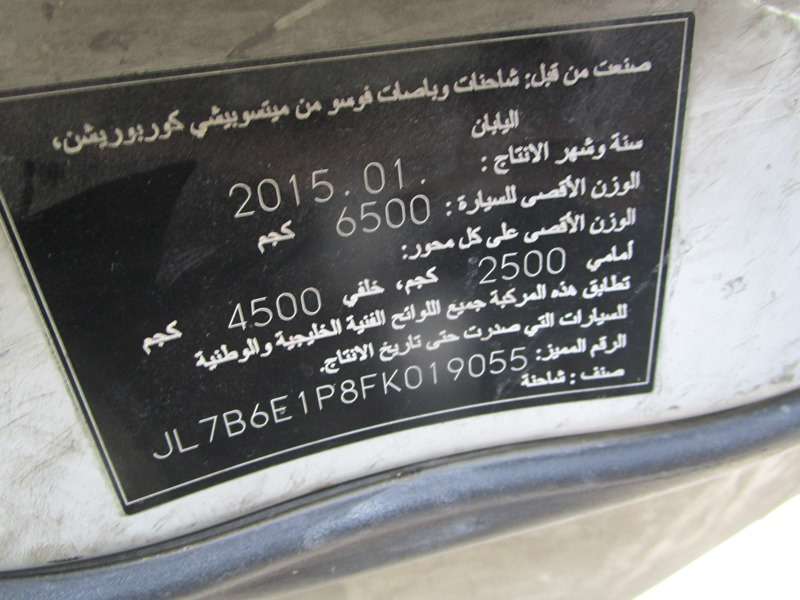 صنعت من قبل: شاحنات وباصات فوسو من ميتسوبيشي كوربوريشن،
اليابان
سنة وشهر الانتاج : 2015.01.
الوزن الأقصى للسيارة : 6500 كجم
الوزن الأقصى على كل محور:
أمامي 2500 كجم، خلفي 4500 كجم
تطابق هذه المركبة جميع اللوائح الفنية الخليجية والوطنية
للسيارات التي صدرت حتى تاريخ الانتاج.
الرقم المميز: JL7B6E1P8FK019055
صنف : شاحنة